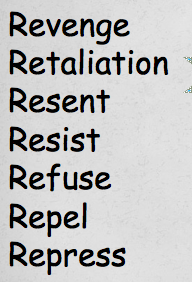 Revenge
Retaliation
Resent
Resist
Refuse
Repel
Repress